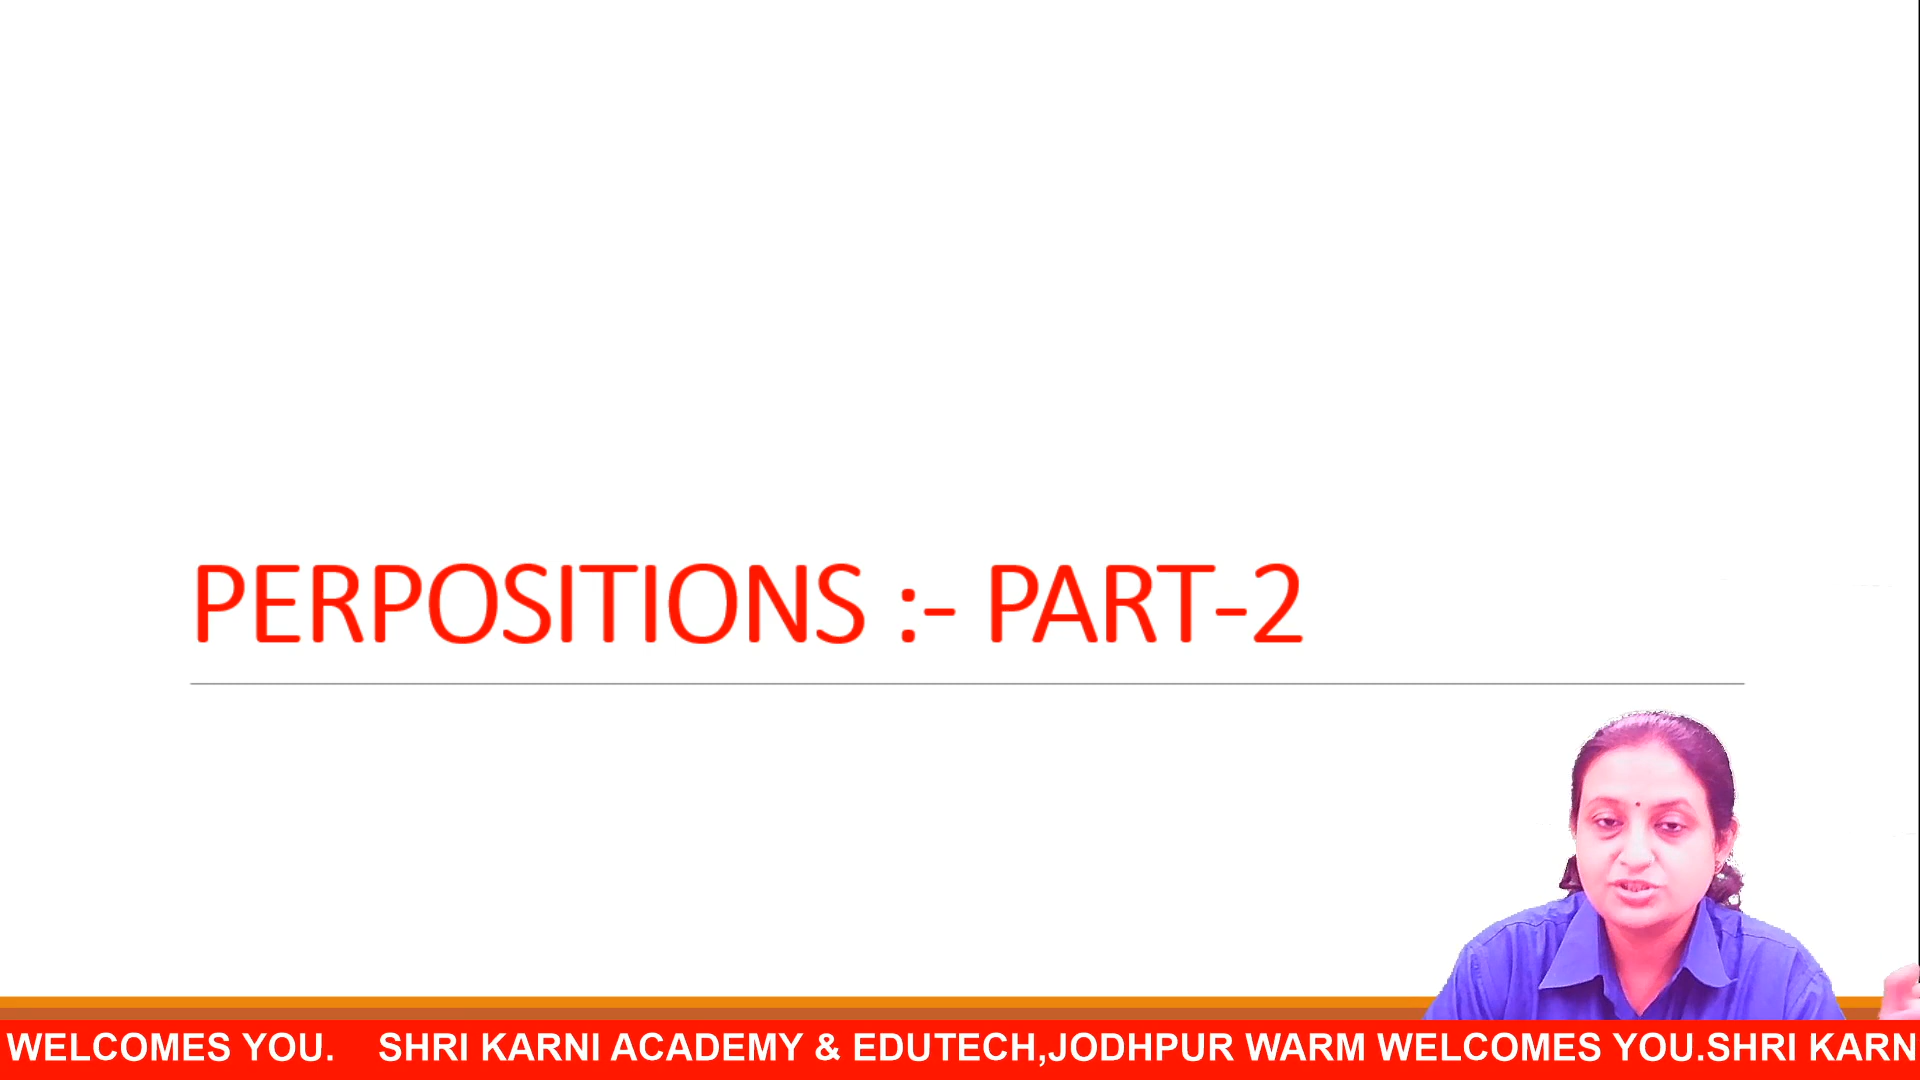 PERPOSITIONS :- PART-2
WELCOMES YOU. SHRI KARNI ACADEMY & EDUTECH,JODHPUR WARM WELCOMES YOU.SHRI KARN